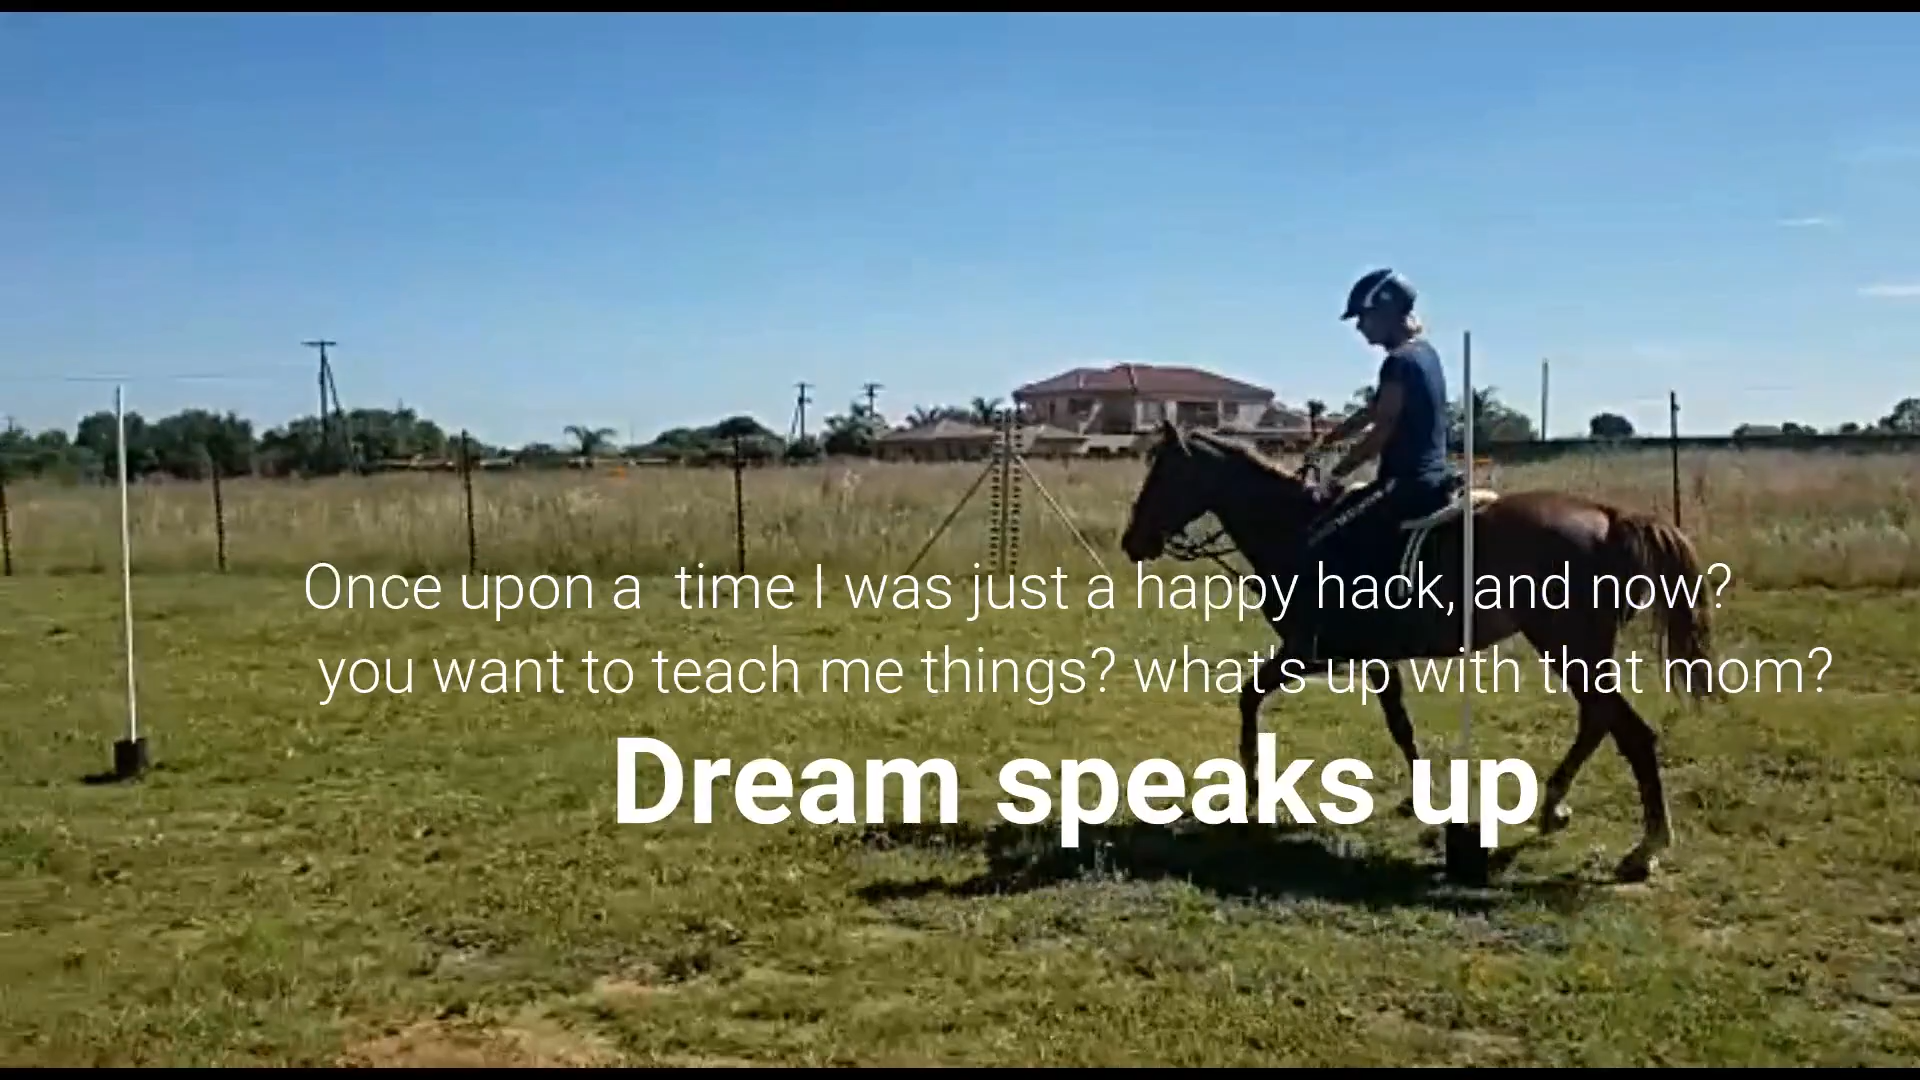 Once upon a  time I was just a happy hack, and now?
you want to teach me things? what's up with that mom?
Dream speaks up